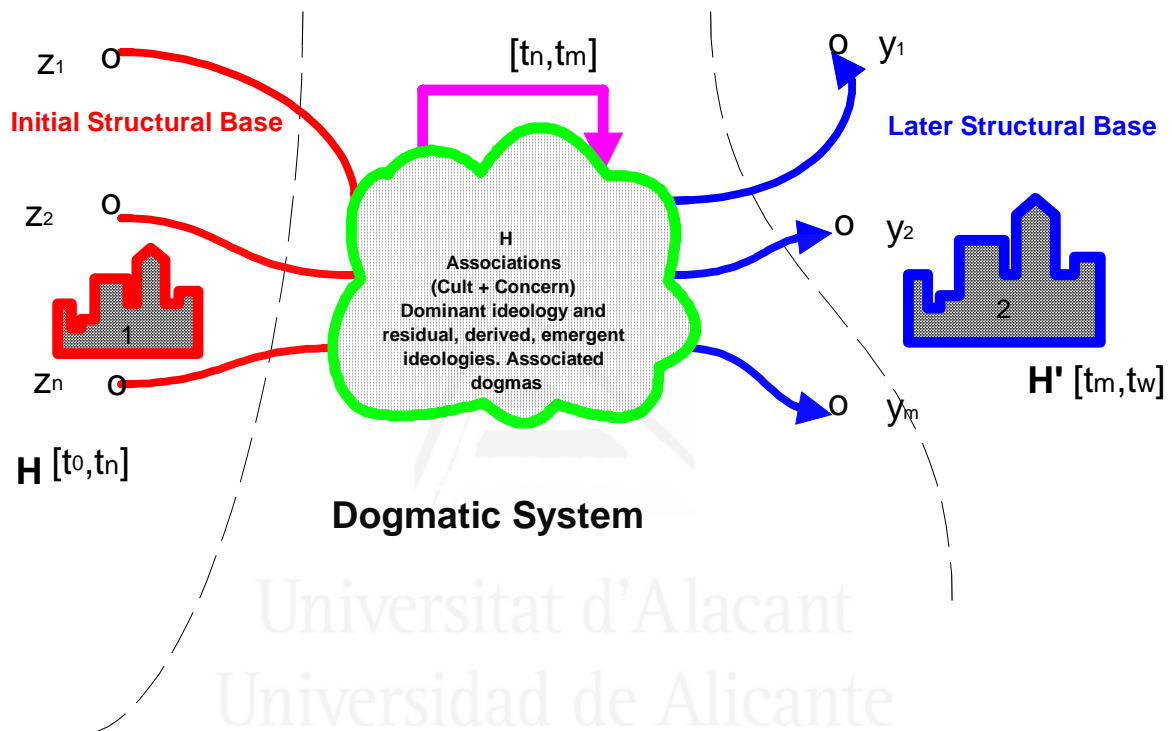 z1
Initial Structural Base
z2
1
zn
H [t0,tn]
[tn,tm]
H
Associations
(Cult + Concern)
Dominant ideology and
residual, derived, emergent
ideologies. Associated
dogmas
Dogmatic System
y1
Later Structural Base
y2
2
ym
H' [tm,tw]
Universitat d'Alacant
Universidad de Alicante